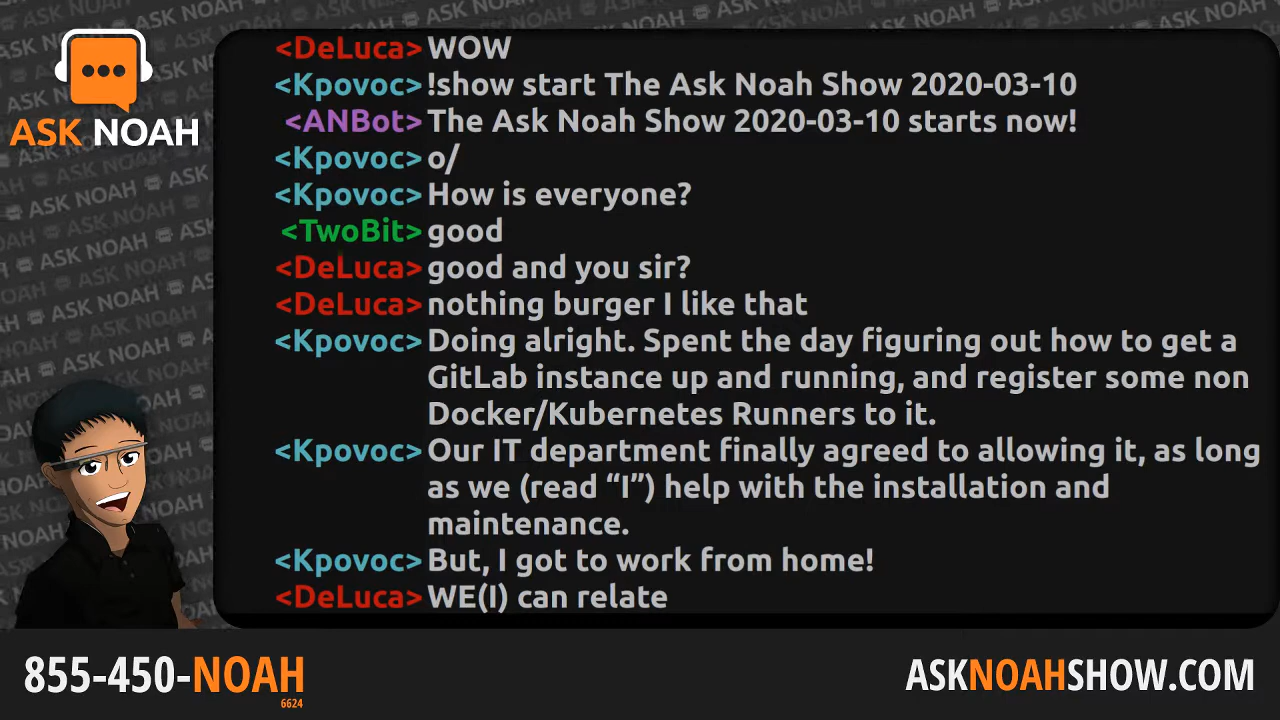 ASK NOAH
<DeLuca> WOW
<Kpovoc> !show start The Ask Noah Show 2020-03-10
<ANBot> The Ask Noah Show 2020-03-10 starts now!
<Kpovoc> o/
<Kpovoc> How is everyone?
<TwoBit> good
<DeLuca> good and you sir?
<DeLuca> nothing burger I like that
<Kpovoc> Doing alright. Spent the day figuring out how to get a
GitLab instance up and running, and register some non
Docker/Kubernetes Runners to it.
<Kpovoc> Our IT department finally agreed to allowing it, as long
as we (read “I”) help with the installation and
maintenance.
<Kpovoc> But, I got to work from home!
<DeLuca> WE(I) can relate
855-450-NOAH
6624
ASKNOAHSHOW.COM